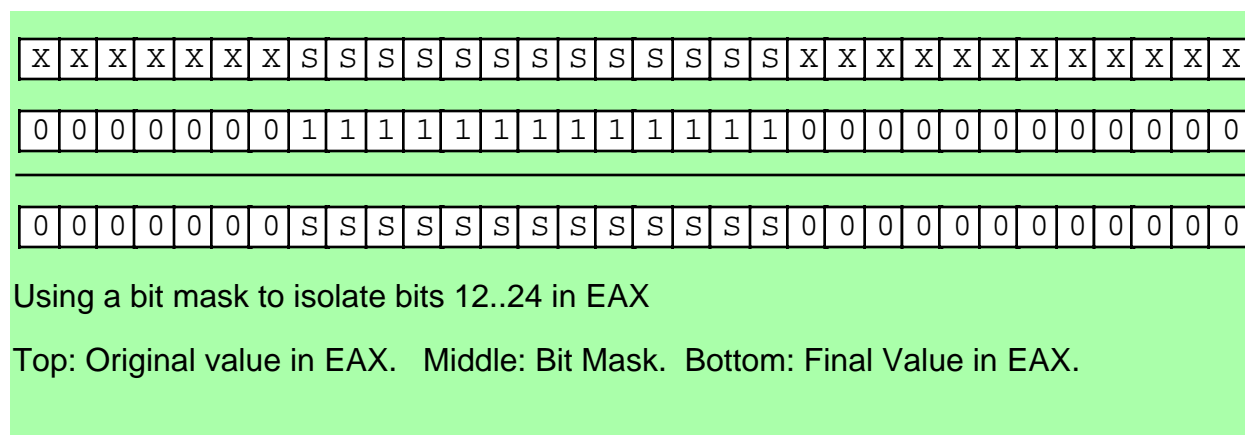 X X X X X X X S S S S S S S S S S S S S X X X X X X X X X X X X
0 0 0 0 0 0 0 1 1 1 1 1 1 1 1 1 1 1 1 1 0 0 0 0 0 0 0 0 0 0 0 0
0 0 0 0 0 0 0 S S S S S S S S S S S S S 0 0 0 0 0 0 0 0 0 0 0 0
Using a bit mask to isolate bits 12..24 in EAX
Top: Original value in EAX. Middle: Bit Mask. Bottom: Final Value in EAX.